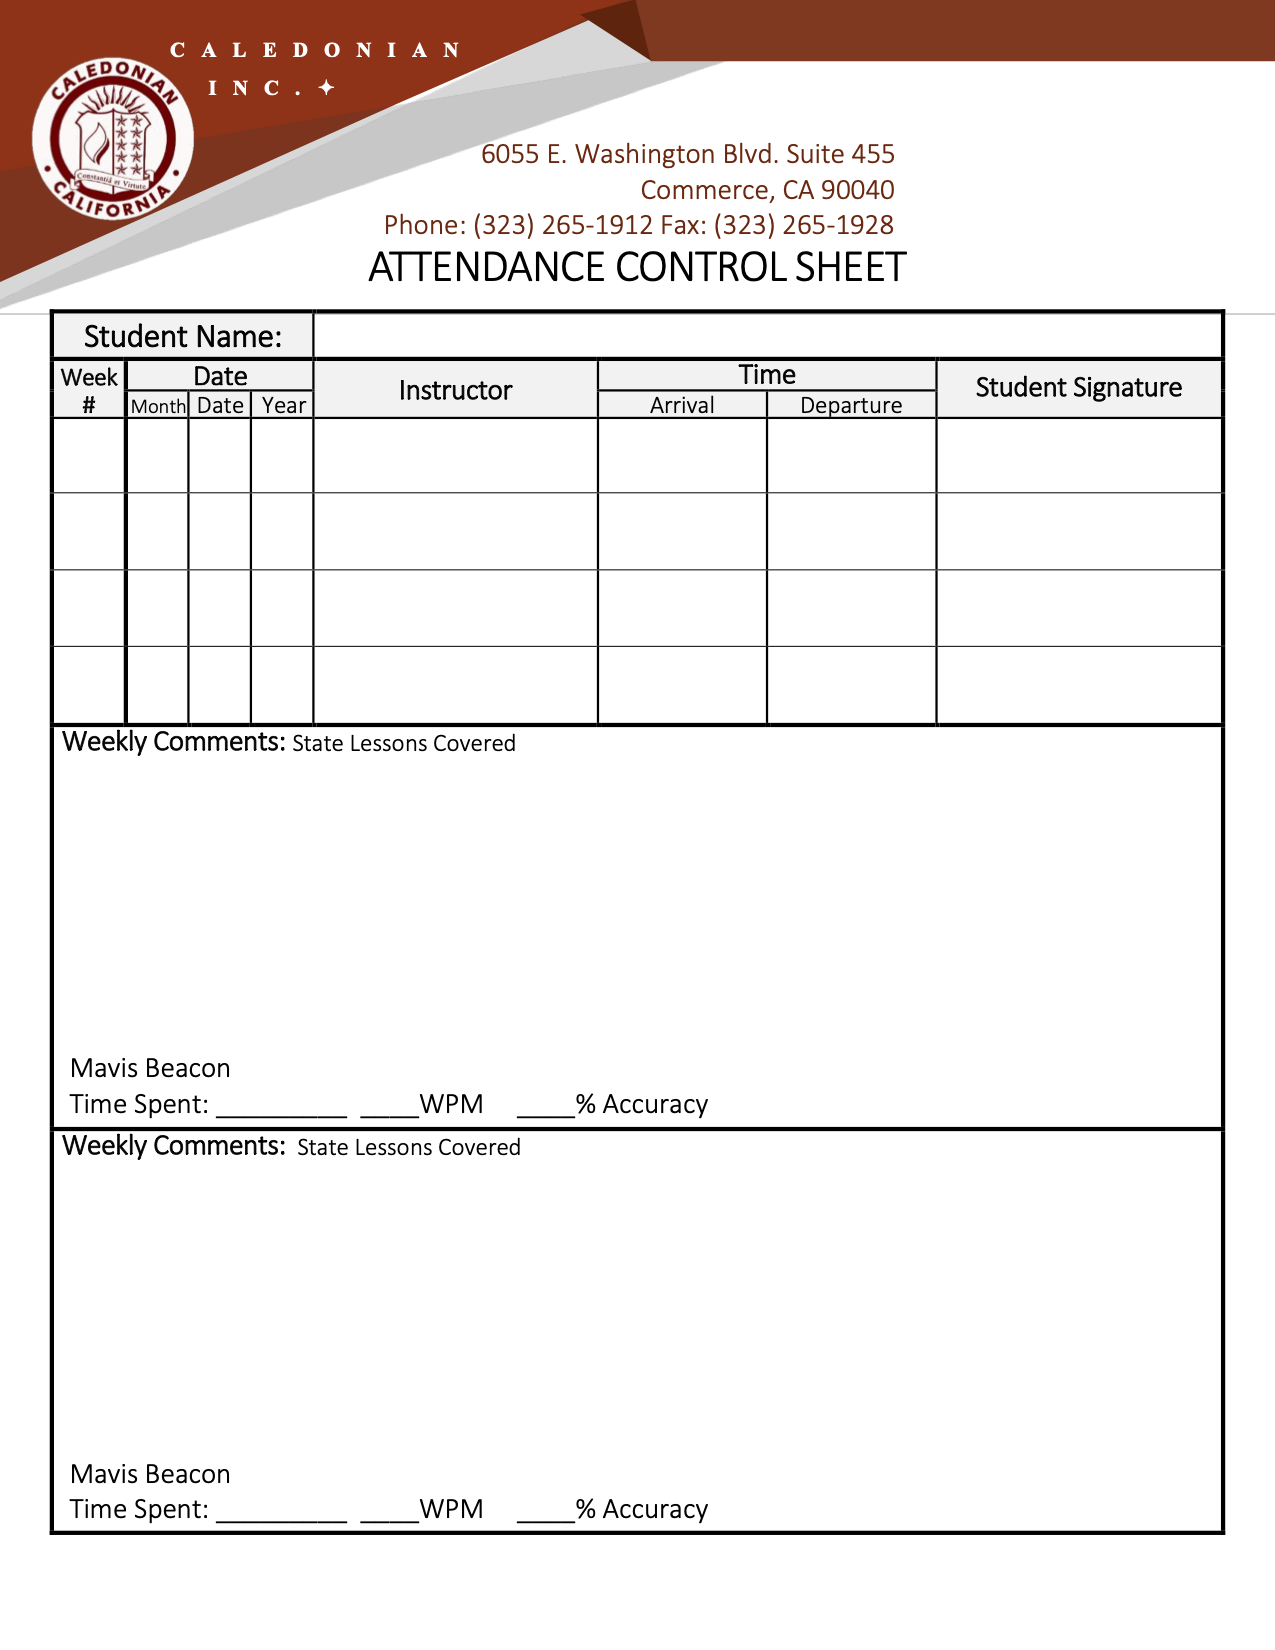 CALEDONIAN
INC.✦
CALEDONIAN
Constantia et Virtute
• CALIFORNIA •
6055 E. Washington Blvd. Suite 455
Commerce, CA 90040
Phone: (323) 265-1912 Fax: (323) 265-1928
ATTENDANCE CONTROL SHEET
Student Name:
Week # Date Instructor Time Student Signature
Month Date Year Arrival Departure
Weekly Comments: State Lessons Covered
Mavis Beacon
Time Spent: _________ ____WPM ____% Accuracy
Weekly Comments: State Lessons Covered
Mavis Beacon
Time Spent: _________ ____WPM ____% Accuracy